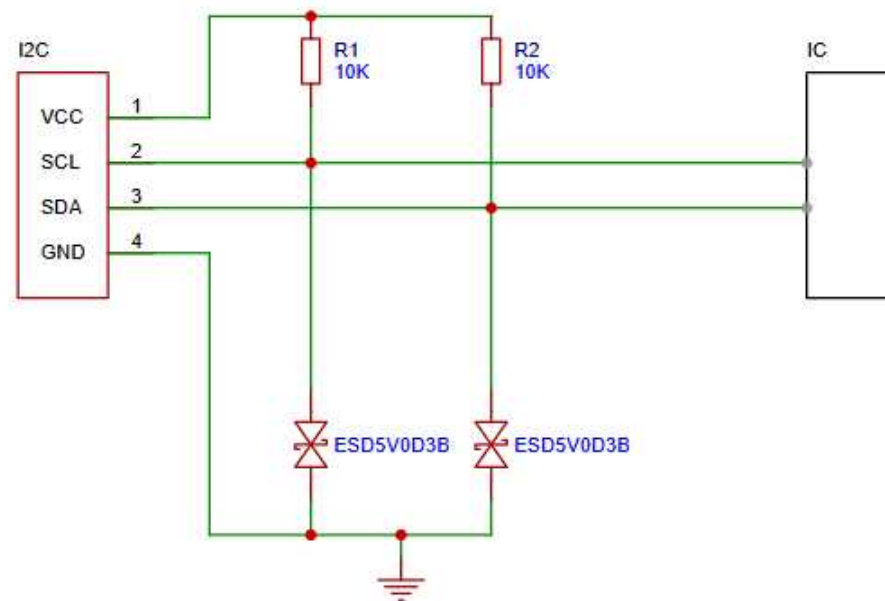 I2C
R1
10K
R2
10K
IC
VCC
1
SCL
2
SDA
3
GND
4
ESD5V0D3B
ESD5V0D3B